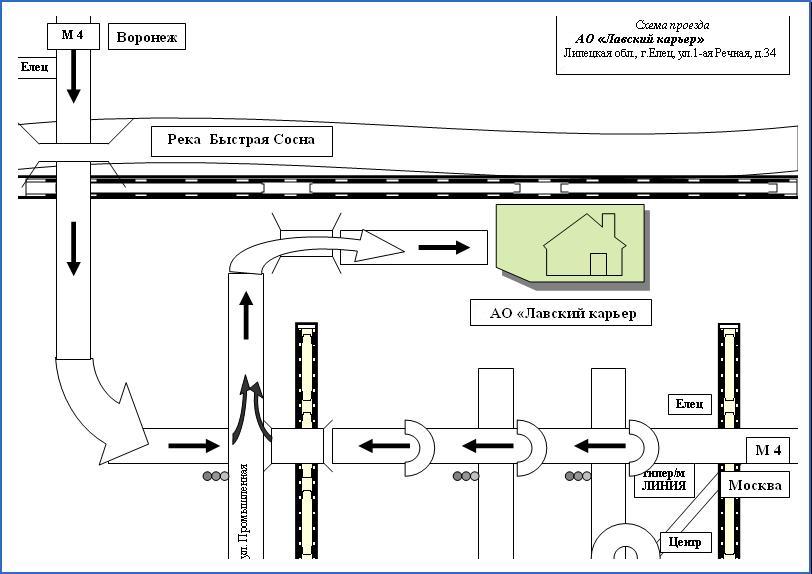 М 4
Воронеж
Елец
Схема проезда
АО «Лавский карьер»
Липецкая обл., г.Елец, ул.1-ая Речная, д.34
Река Быстрая Сосна
АО «Лавский карьер
Елец
М 4
гипер/м
ЛИНИЯ
Москва
Центр
ул. Промышленная